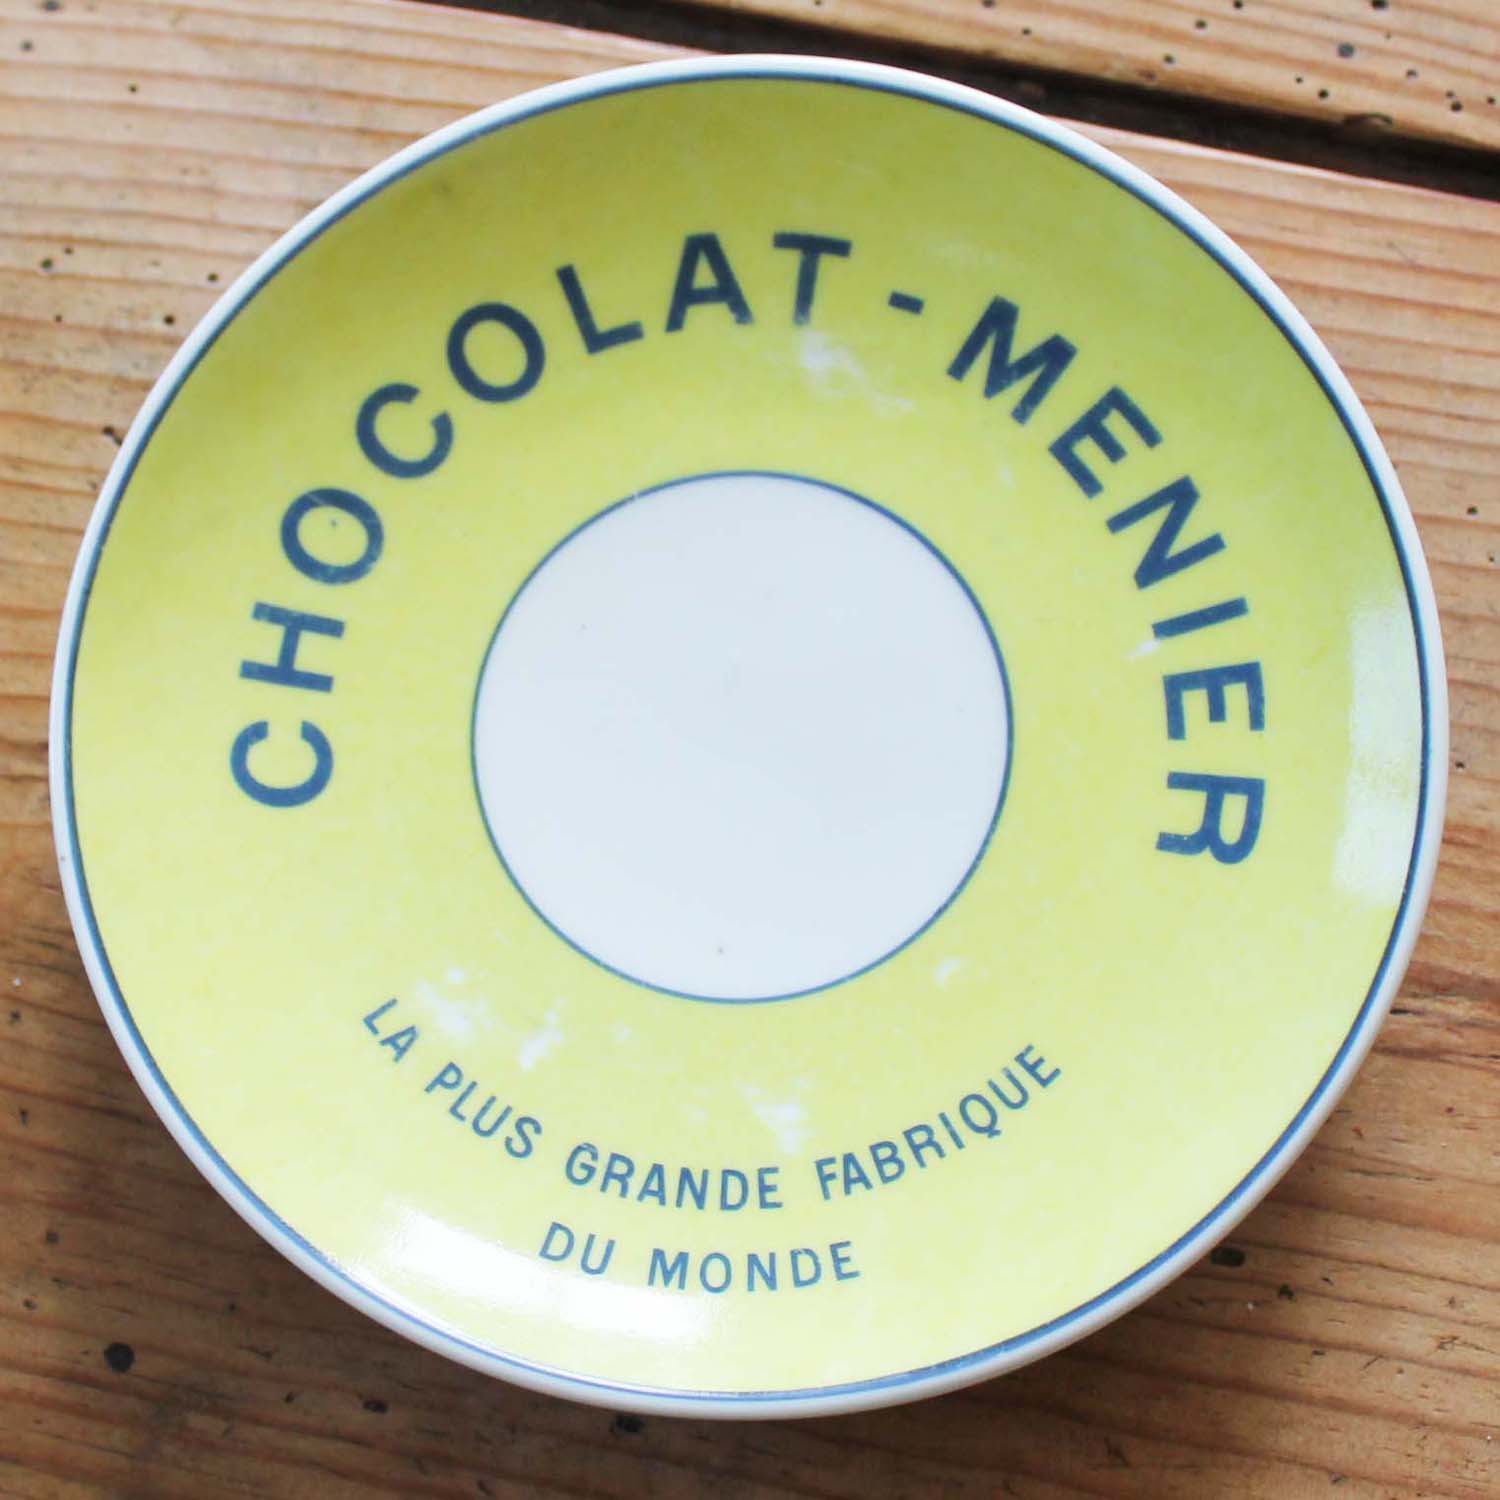 CHOCOLAT-MENIER
LA PLUS GRANDE FABRIQUE
DU MONDE